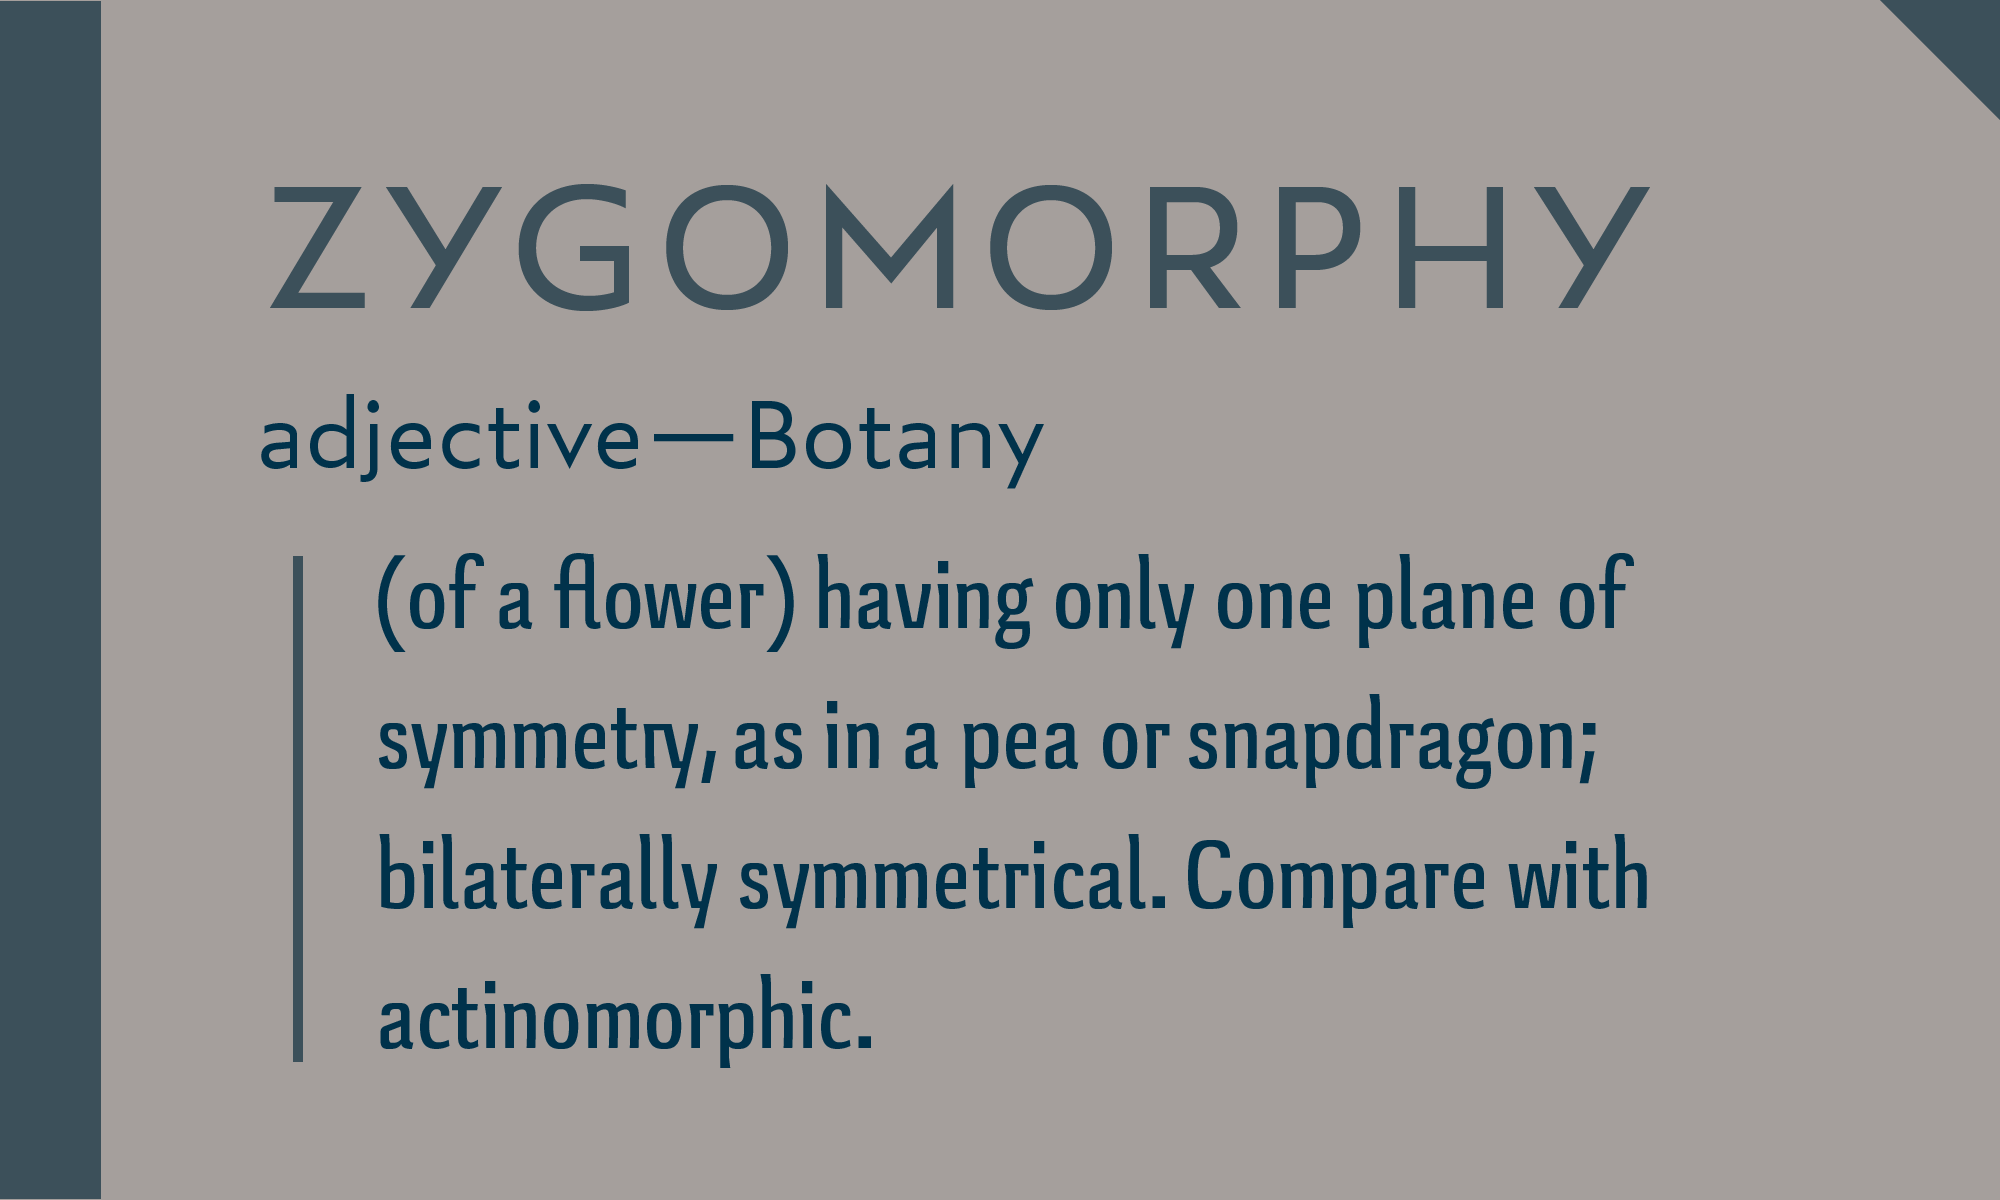 ZYGOMORPHY
adjective—Botany
(of a flower) having only one plane of
symmetry, as in a pea or snapdragon;
bilaterally symmetrical. Compare with
actinomorphic.